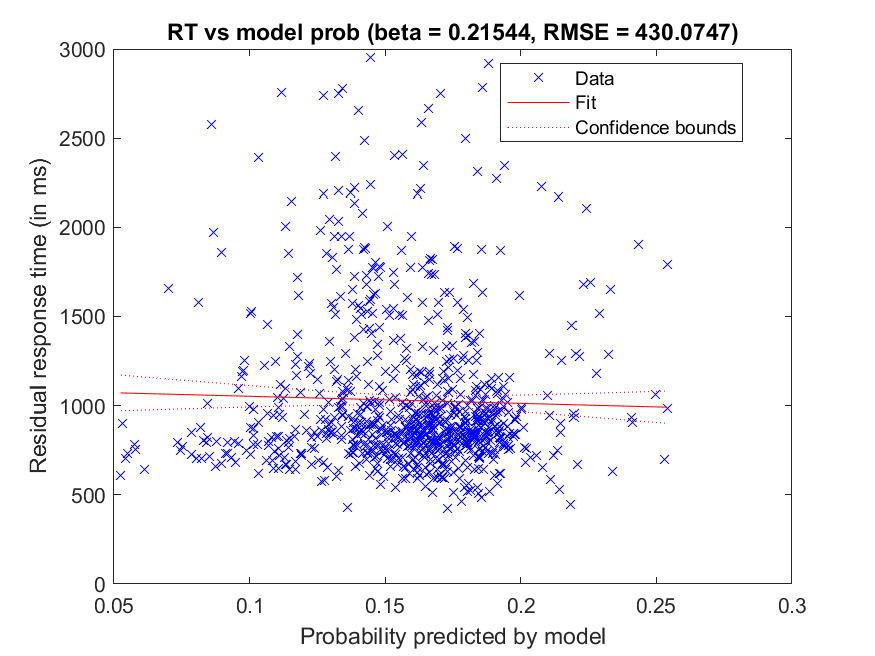 RT vs model prob (beta = 0.21544, RMSE = 430.0747)
3000
2500
2000
1500
1000
500
0
Residual response time (in ms)
Data
Fit
Confidence bounds
0.05 0.1 0.15 0.2 0.25 0.3
Probability predicted by model